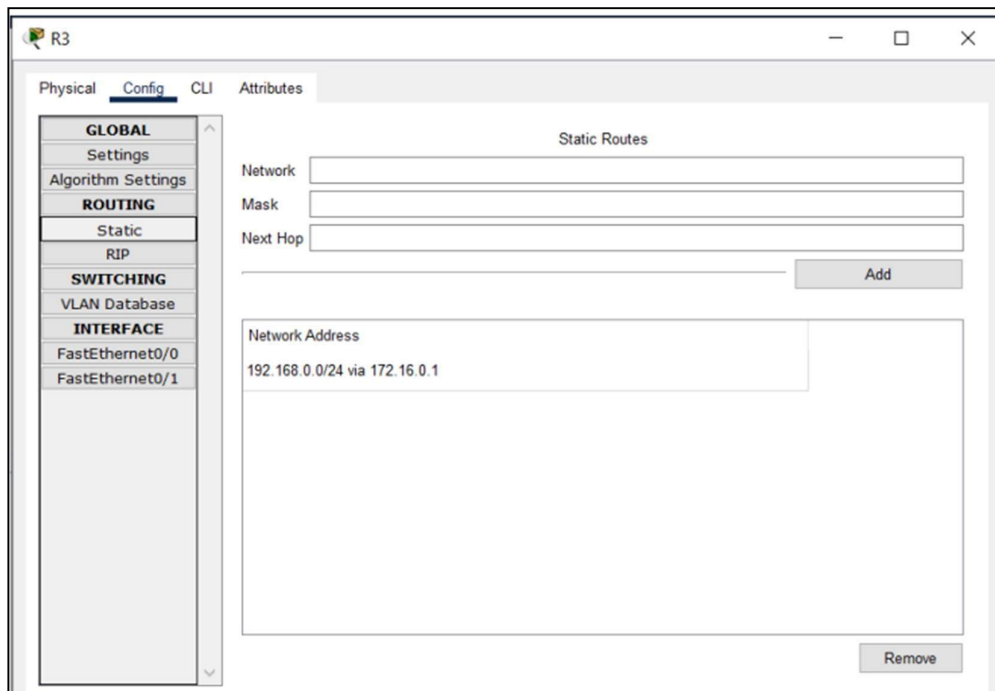 R3
Physical Config CLI Attributes
GLOBAL
Settings
Algorithm Settings
ROUTING
Static
RIP
SWITCHING
VLAN Database
INTERFACE
FastEthernet0/0
FastEthernet0/1
Static Routes
Network
Mask
Next Hop
Add
Network Address
192.168.0.0/24 via 172.16.0.1
Remove